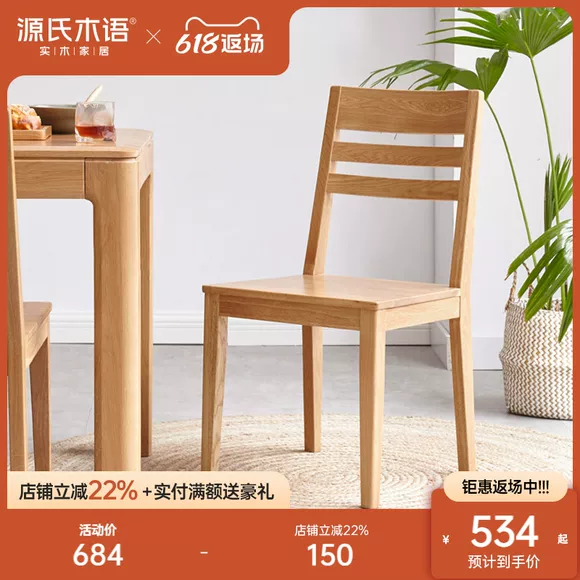 源氏木语® × 618返场
实|木|家|居
店铺立减22%+实付满额送豪礼
钜惠返场中!!!
活动价
684
-
店铺立减22%
150
¥ 534 起
预计到手价